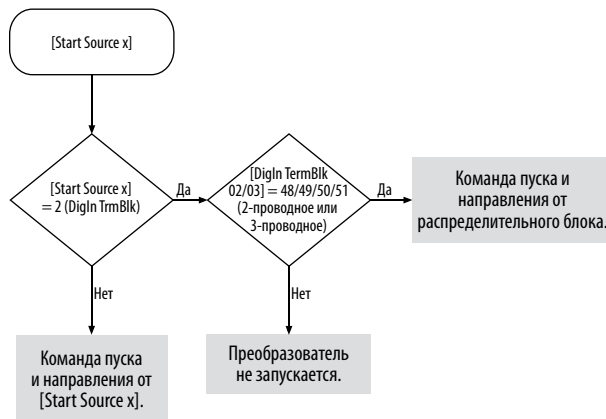 [Start Source x]
[Start Source x]
= 2 (DigIn TrmBlk)
Да
[DigIn TermBlk
02/03] = 48/49/50/51
(2-проводное или
3-проводное)
Да
Команда пуска и
направления от
распределительного блока.
Нет
Нет
Команда пуска
и направления от
[Start Source x].
Преобразователь
не запускается.